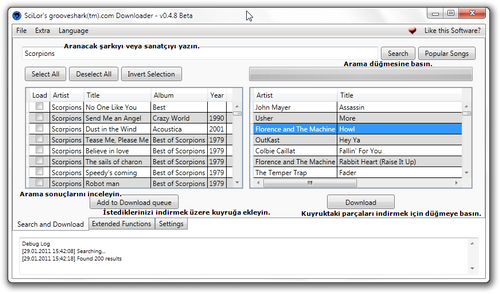 SciLor's grooveshark(tm).com Downloader - v0.4.8 Beta
File Extra Language Like this Software?
Aranacak şarkıyı veya sanatçıyı yazın.
Scorpions Search Popular Songs
Arama düğmesine basın.
Select All Deselect All Invert Selection
Load Artist Title Album Year
Scorpions No One Like You Best
Scorpions Send Me an Angel Crazy World 1990
Scorpions Dust in the Wind Acoustica 2001
Scorpions Tease Me, Please Me Best of Scorpions 1979
Scorpions Believe in love Best of Scorpions 1979
Scorpions The sails of charon Best of Scorpions 1979
Scorpions Speedy's coming Best of Scorpions 1979
Scorpions Robot man Best of Scorpions 1979
Artist Title
John Mayer Assassin
Usher More
Florence and The Machine Howl
OutKast Hey Ya
Colbie Caillat Fallin' For You
Florence and The Machine Rabbit Heart (Raise It Up)
The Temper Trap Fader
Arama sonuçlarını inceleyin.
Add to Download queue Download
İstediklerinizi indirmek üzere kuyruğa ekleyin.
Kuyruktaki parçaları indirmek için düğmeye basın.
Search and Download Extended Functions Settings
Debug Log
[29.01.2011 15:42:08] Searching...
[29.01.2011 15:42:18] Found 200 results